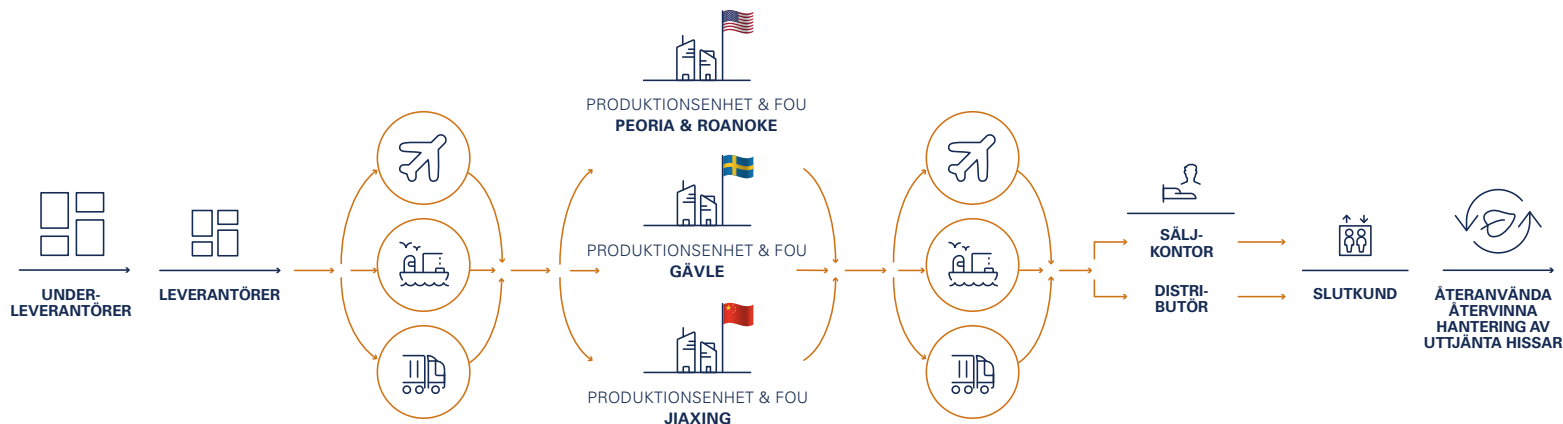 UNDER-
LEVERANTÖRER
LEVERANTÖRER
PRODUKTIONSENHET & FOU
PEORIA & ROANOKE
PRODUKTIONSENHET & FOU
GÄVLE
PRODUKTIONSENHET & FOU
JIAXING
SÄLJ-
KONTOR
DISTRI-
BUTÖR
SLUTKUND
ÅTERANVÄNDA
ÅTERVINNA
HANTERING AV
UTTJÄNTA HISSAR